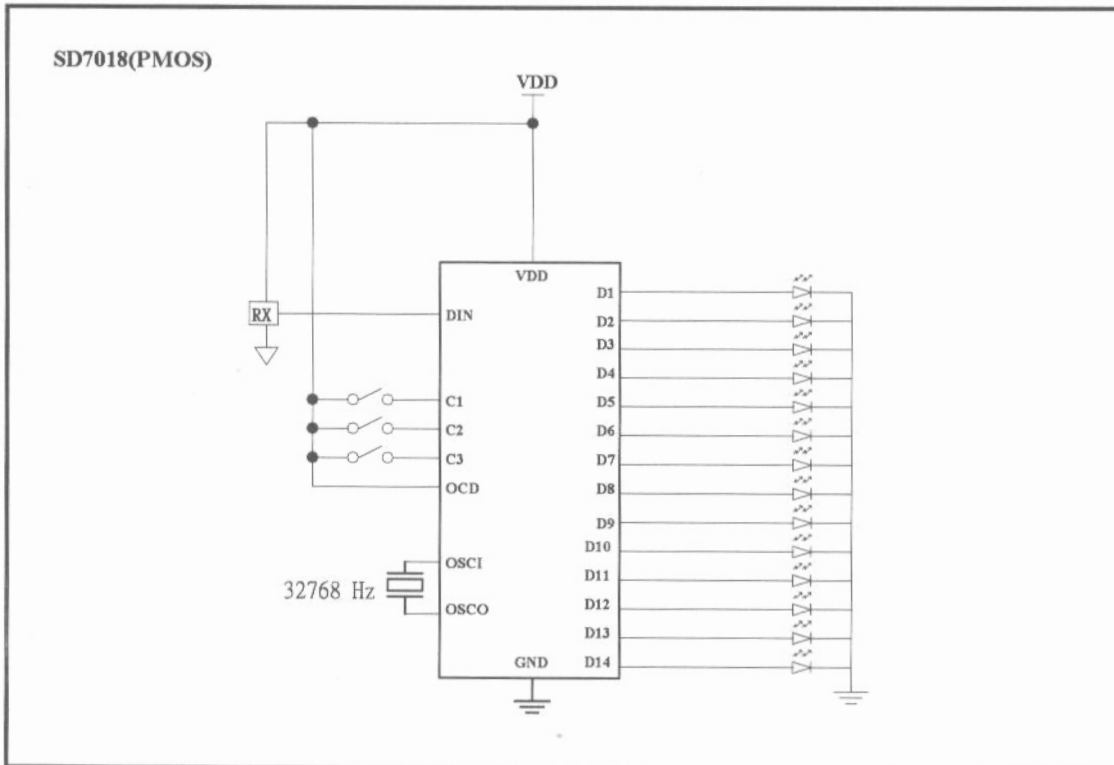 SD7018(PMOS)
VDD
VDD
RX
DIN
C1
C2
C3
OCD
OSCI
32768 Hz
OSCO
GND
D1
D2
D3
D4
D5
D6
D7
D8
D9
D10
D11
D12
D13
D14